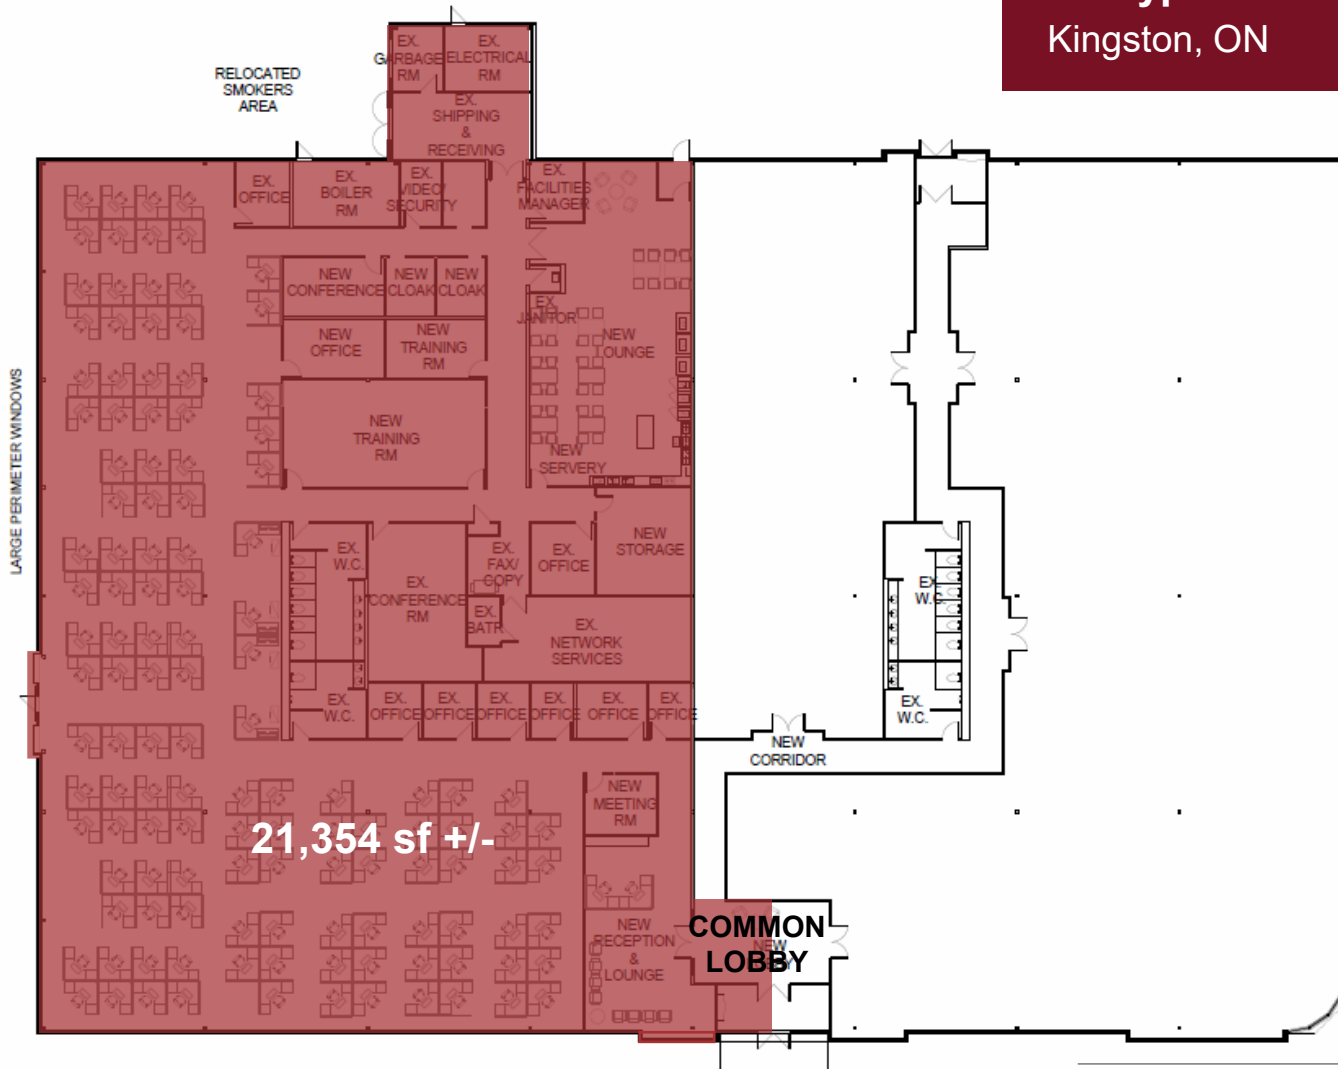 Kingston, ON
RELOCATED
SMOKERS
AREA
EX.
GARBAGE
RM
EX.
ELECTRICAL
RM
EX.
SHIPPING
&
RECEIVING
EX.
OFFICE
EX.
BOILER
RM
EX.
VIDEO/
SECURITY
EX.
FACILITIES
MANAGER
NEW
CONFERENCE
NEW
CLOAK
NEW
CLOAK
EX.
JANITOR
NEW
OFFICE
NEW
TRAINING
RM
NEW
LOUNGE
LARGE PERIMETER WINDOWS
NEW
TRAINING
RM
NEW
SERVERY
EX.
W.C.
EX.
CONFERENCE
RM
EX.
FAX/
COPY
EX.
OFFICE
NEW
STORAGE
EX.
W.C.
EX.
BATR
EX.
NETWORK
SERVICES
EX.
W.C.
EX.
OFFICE
EX.
OFFICE
EX.
OFFICE
EX.
OFFICE
EX.
OFFICE
EX.
OFFICE
EX.
W.C.
NEW
CORRIDOR
NEW
MEETING
RM
21,354 sf +/-
NEW
RECEPTION
&
LOUNGE
COMMON
LOBBY
NEW